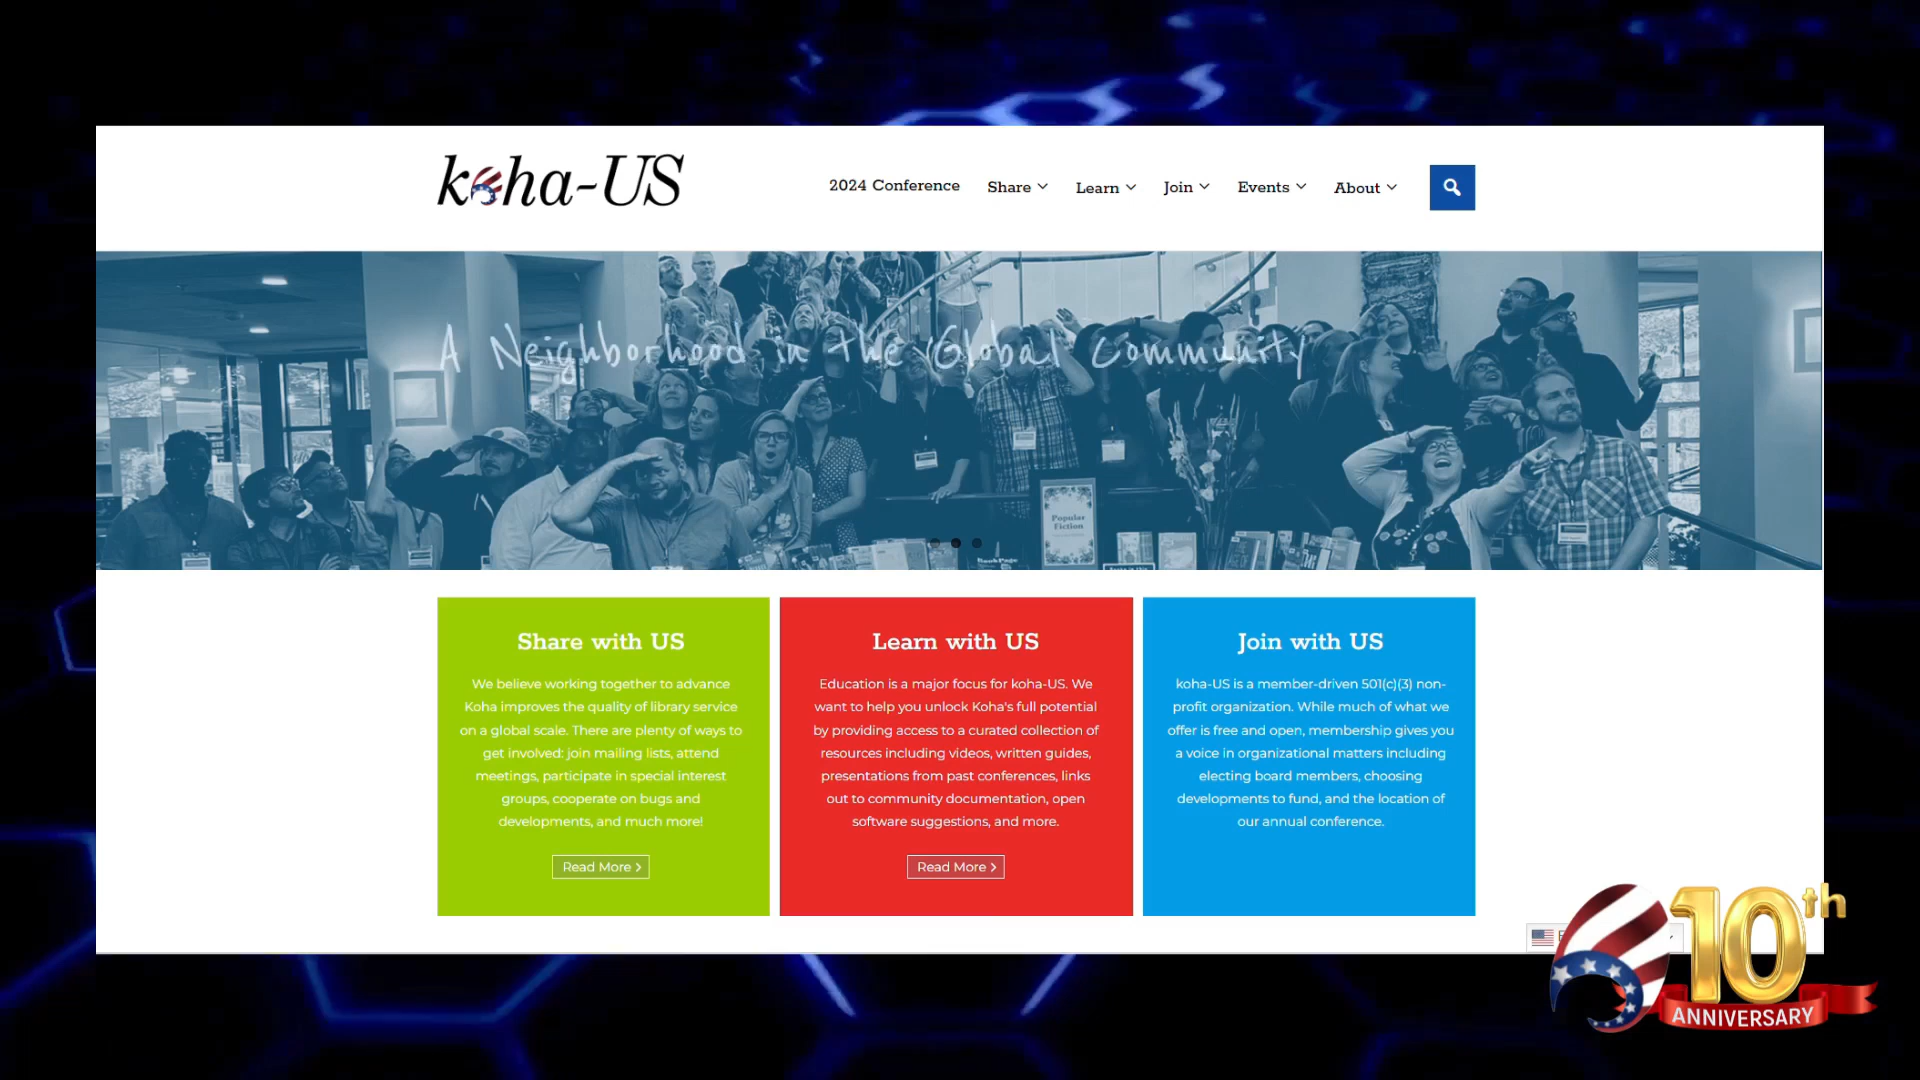 koha-US
2024 Conference Share Learn Join Events About
A Neighborhood in the Global Community
Popular
Fiction
BookPage
Share with US
We believe working together to advance
Koha improves the quality of library service
on a global scale. There are plenty of ways to
get involved: join mailing lists, attend
meetings, participate in special interest
groups, cooperate on bugs and
developments, and much more!
Read More
Learn with US
Education is a major focus for koha-US. We
want to help you unlock Koha's full potential
by providing access to a curated collection of
resources including videos, written guides,
presentations from past conferences, links
out to community documentation, open
software suggestions, and more.
Read More
Join with US
koha-US is a member-driven 501(c)(3) non-
profit organization. While much of what we
offer is free and open, membership gives you
a voice in organizational matters including
electing board members, choosing
developments to fund, and the location of
our annual conference.
10th
ANNIVERSARY